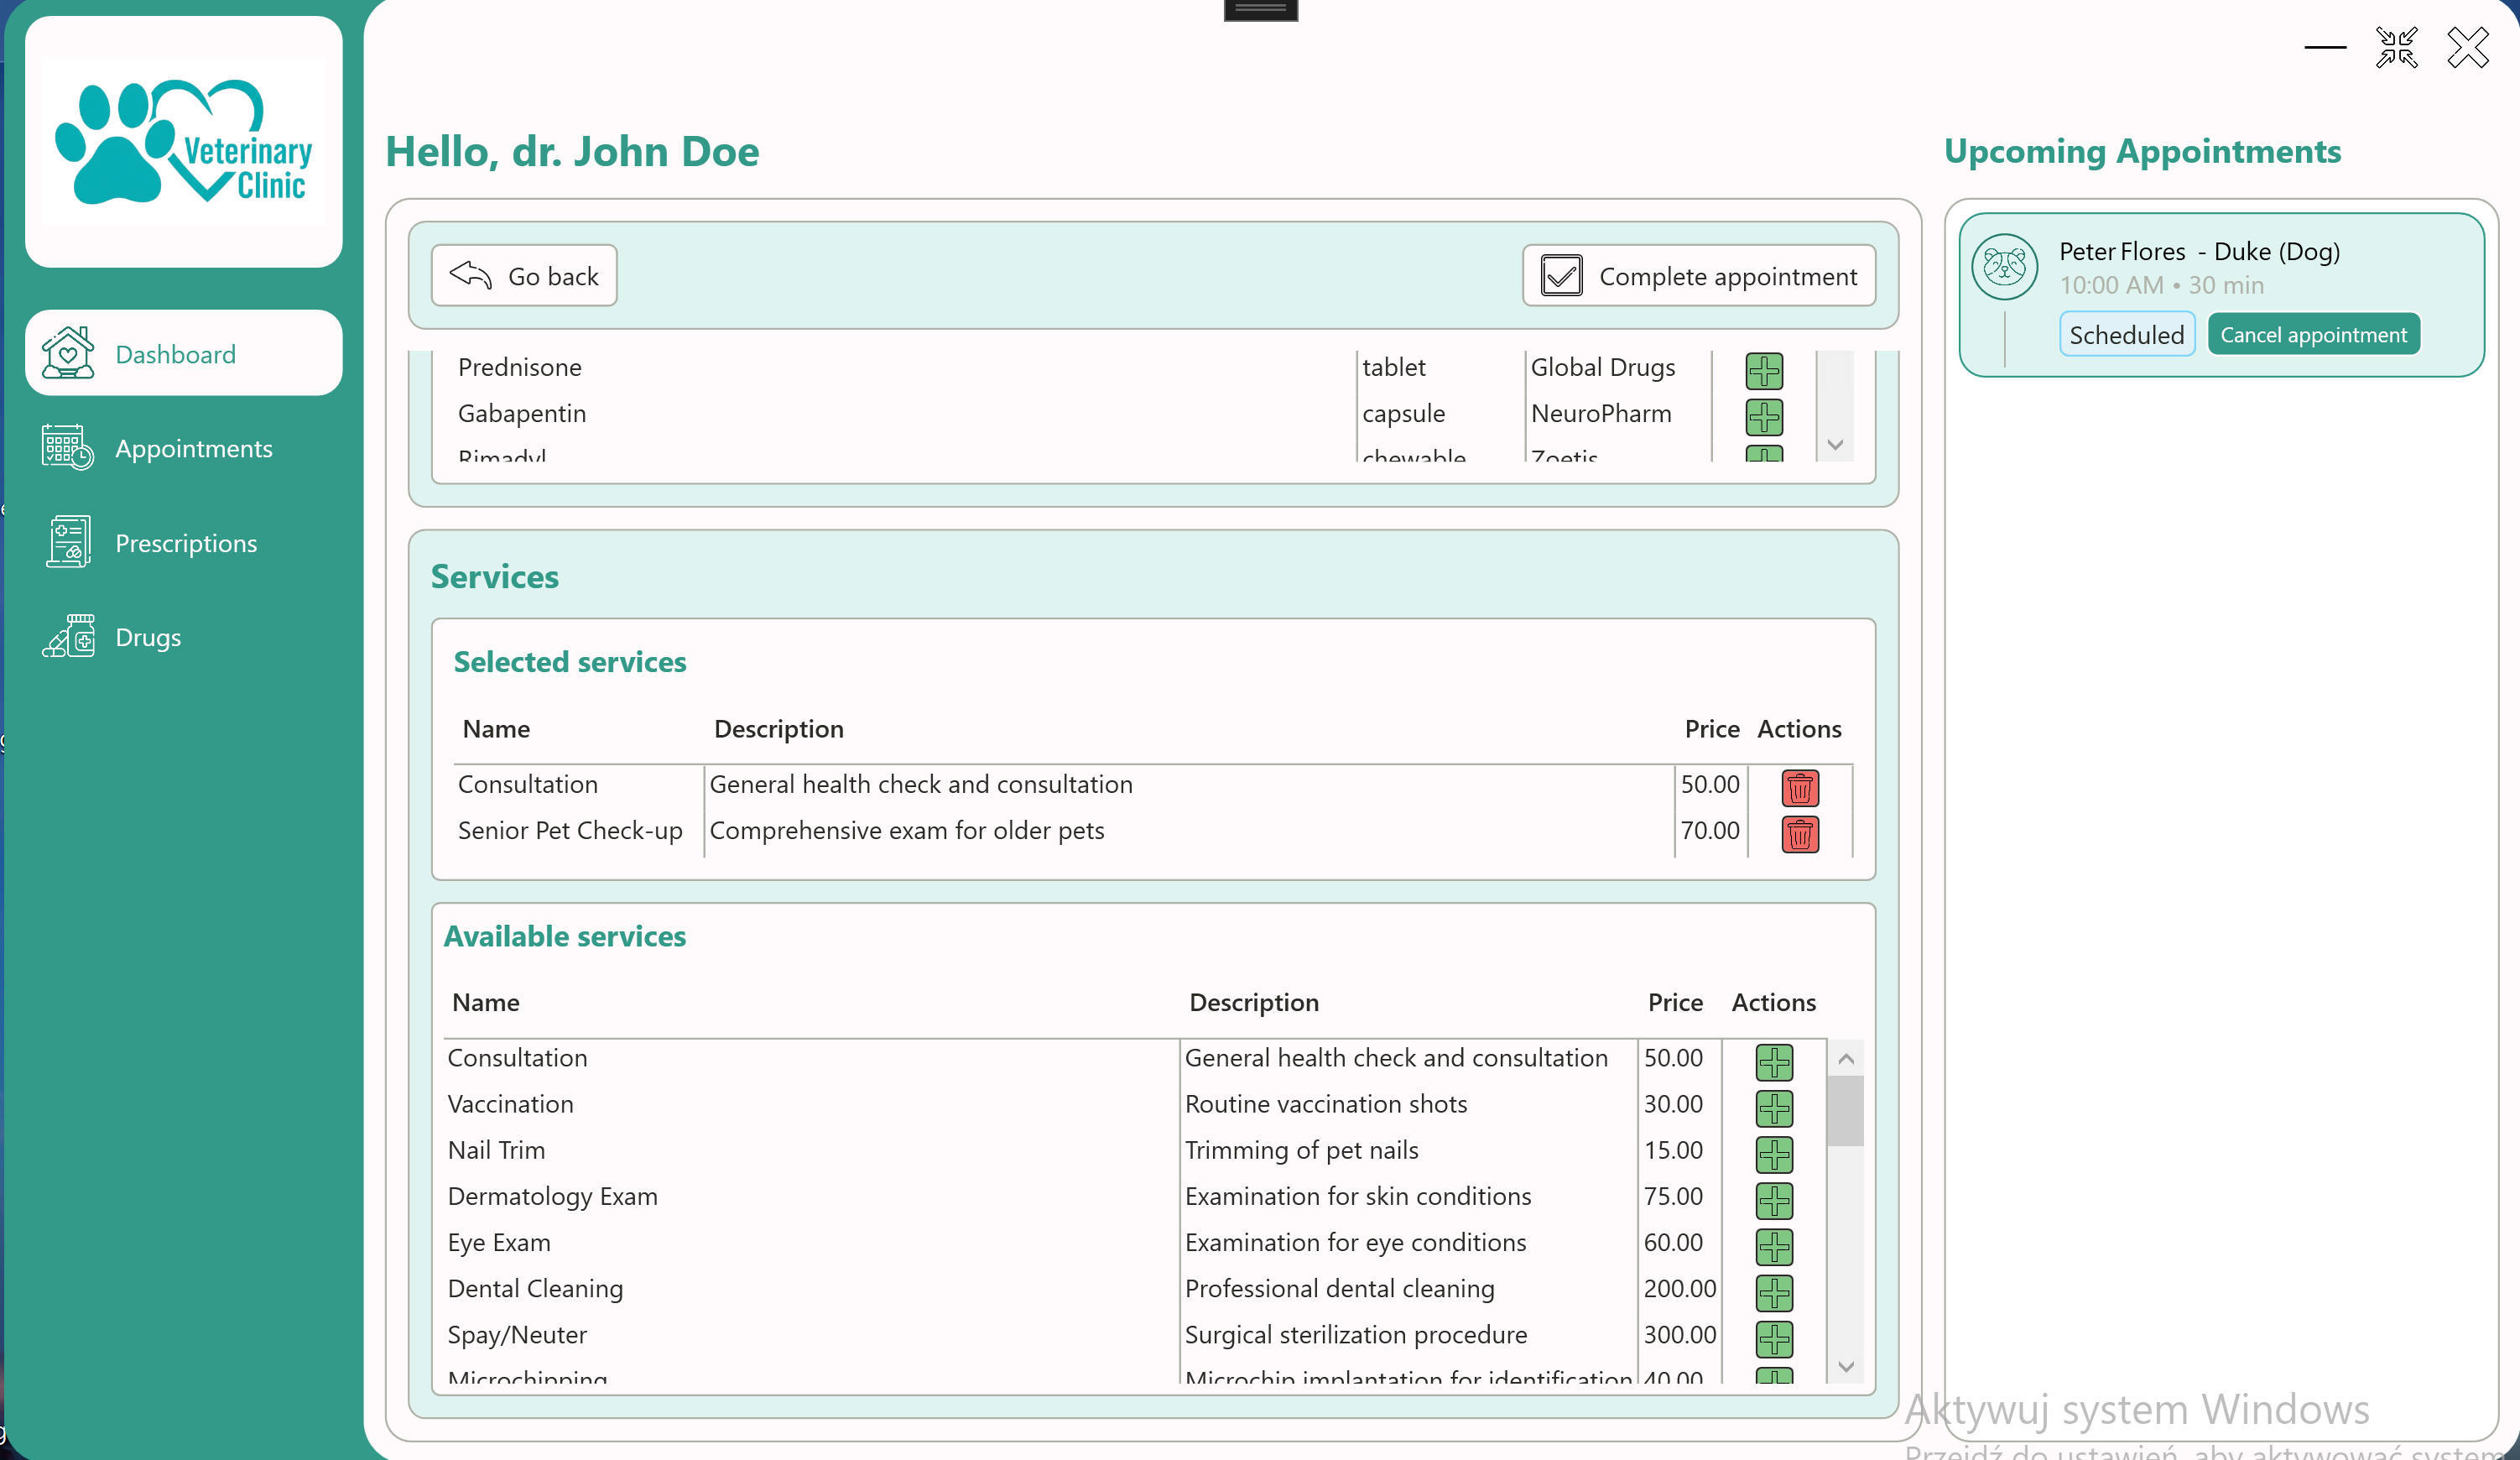 Veterinary
Clinic
Dashboard
Appointments
Prescriptions
Drugs
Hello, dr. John Doe
Go back
Complete appointment
Prednisone tablet Global Drugs
Gabapentin capsule NeuroPharm
Rimadyl chewable Zoetis
Services
Selected services
Name Description Price Actions
Consultation General health check and consultation 50.00
Senior Pet Check-up Comprehensive exam for older pets 70.00
Available services
Name Description Price Actions
Consultation General health check and consultation 50.00
Vaccination Routine vaccination shots 30.00
Nail Trim Trimming of pet nails 15.00
Dermatology Exam Examination for skin conditions 75.00
Eye Exam Examination for eye conditions 60.00
Dental Cleaning Professional dental cleaning 200.00
Spay/Neuter Surgical sterilization procedure 300.00
Microchipping Microchip implantation for identification 40.00
Upcoming Appointments
Peter Flores - Duke (Dog)
10:00 AM • 30 min
Scheduled
Cancel appointment
Aktywuj system Windows
Przejdź do ustawień, aby aktywować system